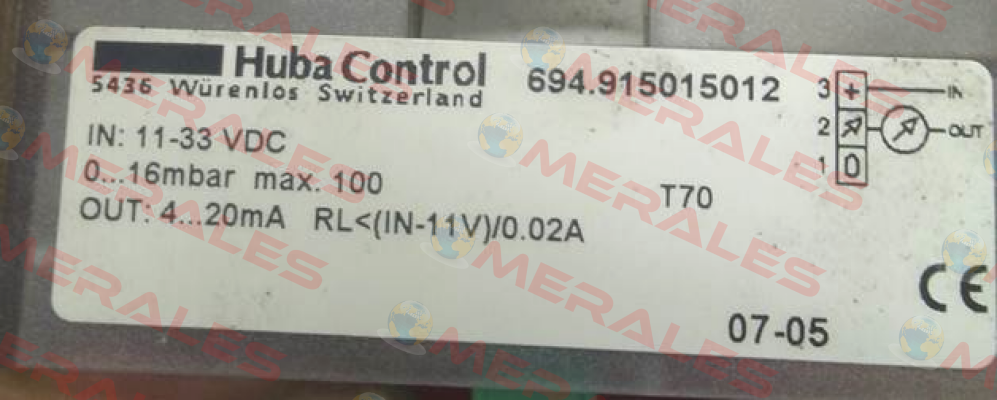 Huba Control
5436 Würenlos Switzerland
694.915015012
3 + IN
2 OUT
1 0
IN: 11-33 VDC
0...16mbar max. 100
T70
OUT: 4...20mA RL<(IN-11V)/0.02A
CE
07-05
OMERALES